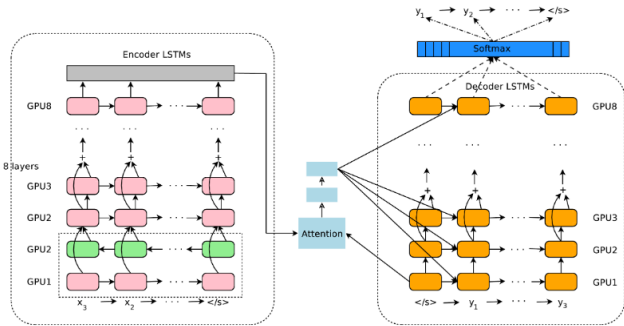 y1 y2 ... </s>
Softmax
Encoder LSTMs
Decoder LSTMs
GPU8
GPU8
...
...
...
...
...
8 layers
+
+
+
+
+
GPU3
...
GPU3
...
GPU2
...
GPU2
...
GPU2
...
Attention
GPU1
...
GPU1
...
x3 x2 ... </s>
</s> y1 ... y3